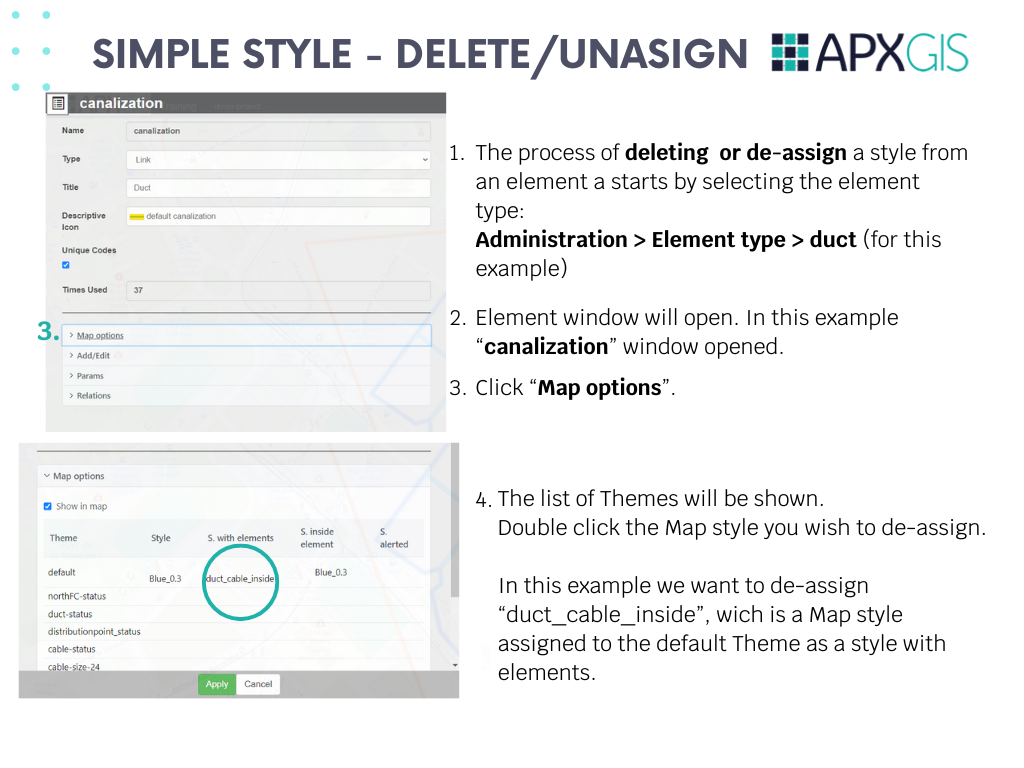 SIMPLE STYLE - DELETE/UNASIGN
APXGIS
canalization
Name canalization
Type Link
Title Duct
Descriptive Icon default canalization
Unique Codes
Times Used 37
3.
> Map options
> Add/Edit
> Params
> Relations
1. The process of deleting or de-assign a style from
an element a starts by selecting the element
type:
Administration > Element type > duct (for this
example)
2. Element window will open. In this example
“canalization” window opened.
3. Click “Map options”.
Map options
Show in map
Theme Style S. with elements S. inside element S. alerted
default Blue_0.3 duct_cable_inside Blue_0.3
northFC-status
duct-status
distributionpoint_status
cable-status
cable-size-24
Apply Cancel
4. The list of Themes will be shown.
Double click the Map style you wish to de-assign.
In this example we want to de-assign
“duct_cable_inside”, wich is a Map style
assigned to the default Theme as a style with
elements.